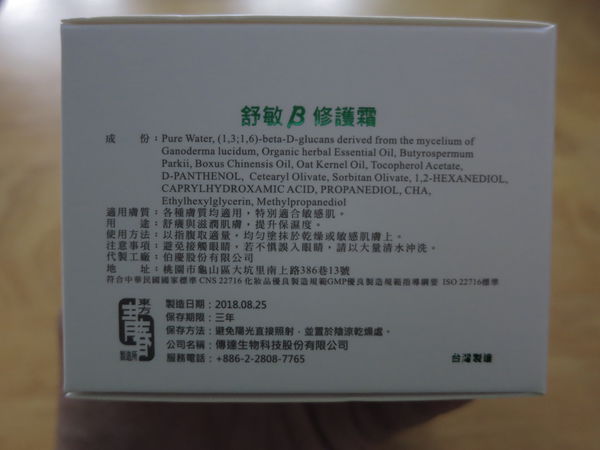 舒敏β修護霜
成 份：Pure Water, (1,3;1,6)-beta-D-glucans derived from the mycelium of
Ganoderma lucidum, Organic herbal Essential Oil, Butyrospermum
Parkii, Boxus Chinensis Oil, Oat Kernel Oil, Tocopherol Acetate,
D-PANTHENOL, Cetearyl Olivate, Sorbitan Olivate, 1,2-HEXANEDIOL,
CAPRYLHYDROXAMIC ACID, PROPANEDIOL, CHA,
Ethylhexylglycerin, Methylpropanediol
適用膚質：各種膚質均適用，特別適合敏感肌。
用 途：舒癢與滋潤肌膚，提升保濕度。
使用方法：以指腹取適量，均勻塗抹於乾燥或敏感肌膚上。
注意事項：避免接觸眼睛，若不慎誤入眼睛，請以大量清水沖洗。
代製工廠：伯慶股份有限公司
地 址：桃園市龜山區大坑里南上路386巷13號
符合中華民國國家標準 CNS 22716 化妝品優良製造規範GMP優良製造規範指導綱要 ISO 22716標準
東方
青春
製造所
製造日期：2018.08.25
保存期限：三年
保存方法：避免陽光直接照射，並置於陰涼乾燥處。
公司名稱：傳達生物科技股份有限公司
服務電話：+886-2-2808-7765
台灣製造